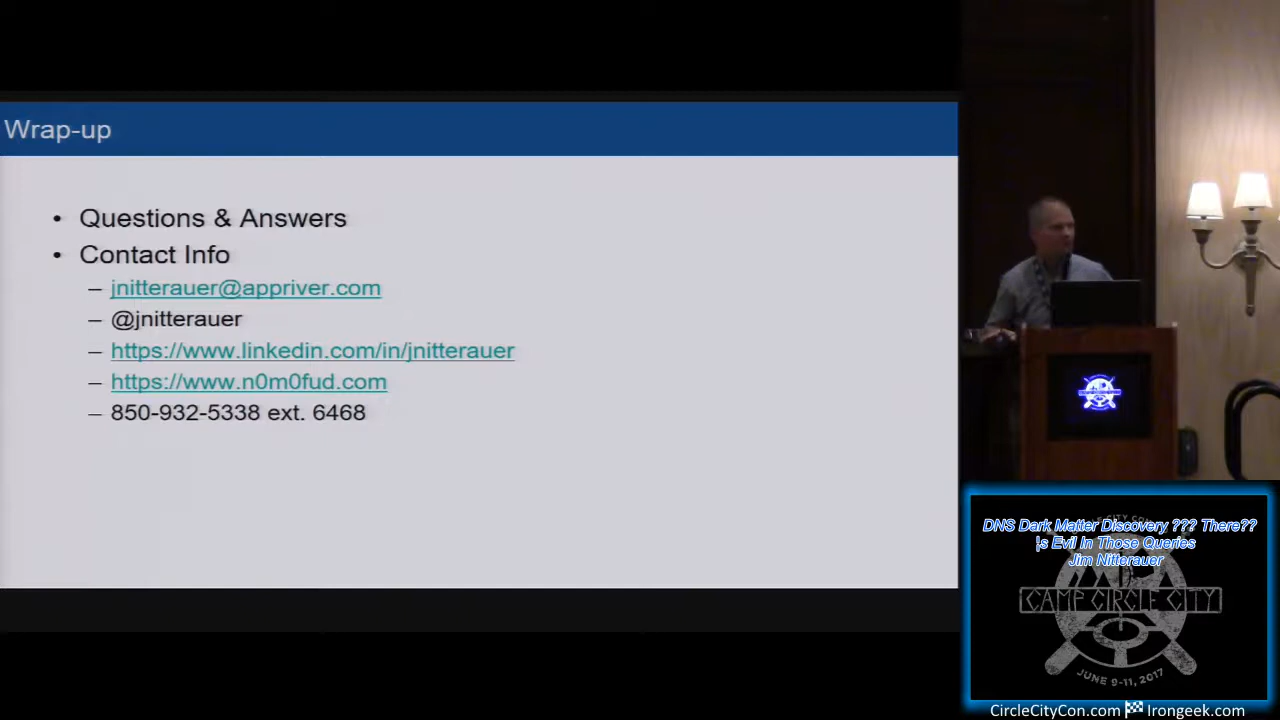 Wrap-up
• Questions & Answers
• Contact Info
– jnitterauer@appriver.com
– @jnitterauer
– https://www.linkedin.com/in/jnitterauer
– https://www.n0m0fud.com
– 850-932-5338 ext. 6468
DNS Dark Matter Discovery ??? There??
|s Evil In Those Queries
Jim Nitterauer
CAMP CIRCLE CITY
JUNE 9-11, 2017
CircleCityCon.com Irongeek.com